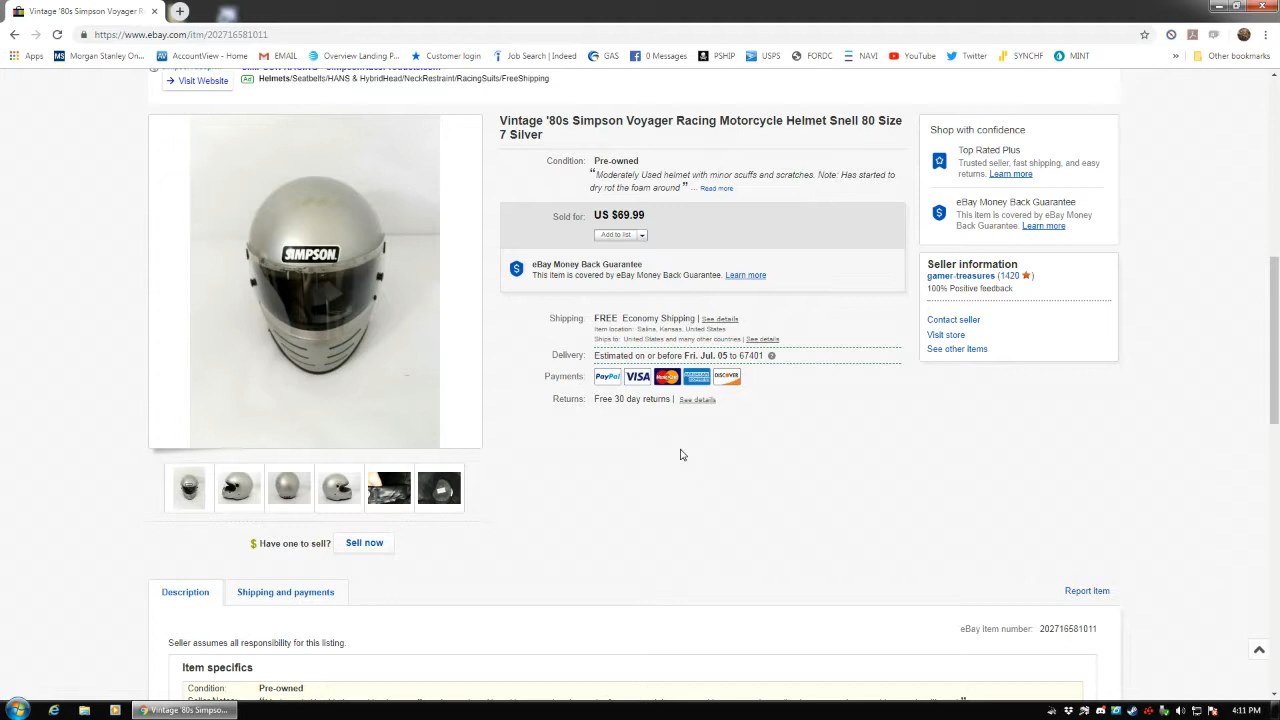 Vintage '80s Simpson Voyager R
https://www.ebay.com/itm/202716581011
Apps
Morgan Stanley On...
AccountView - Home
EMAIL
Overview Landing P...
Customer login
Job Search | Indeed
GAS
0 Messages
PSHIP
USPS
FORDC
NAVI
YouTube
Twitter
SYNCHF
MINT
»
Other bookmarks
Visit Website
Ad Helmets/Seatbelts/HANS & HybridHead/NeckRestraint/RacingSuits/FreeShipping
SIMPSON
Have one to sell? Sell now
Vintage '80s Simpson Voyager Racing Motorcycle Helmet Snell 80 Size
7 Silver
Condition: Pre-owned
“Moderately Used helmet with minor scuffs and scratches. Note: Has started to
dry rot the foam around ” ... Read more
Sold for: US $69.99
Add to list
eBay Money Back Guarantee
This item is covered by eBay Money Back Guarantee. Learn more
Shipping: FREE Economy Shipping | See details
Item location: Salina, Kansas, United States
Ships to: United States and many other countries | See details
Delivery: Estimated on or before Fri. Jul. 05 to 67401
Payments: PayPal VISA MasterCard AMERICAN EXPRESS DISCOVER
Returns: Free 30 day returns | See details
Shop with confidence
Top Rated Plus
Trusted seller, fast shipping, and easy
returns. Learn more
eBay Money Back Guarantee
This item is covered by eBay Money
Back Guarantee. Learn more
Seller information
gamer-treasures (1420 )
100% Positive feedback
Contact seller
Visit store
See other items
Description
Shipping and payments
Report item
eBay item number: 202716581011
Seller assumes all responsibility for this listing.
Item specifics
Condition: Pre-owned
Vintage '80s Simpso...
4:11 PM